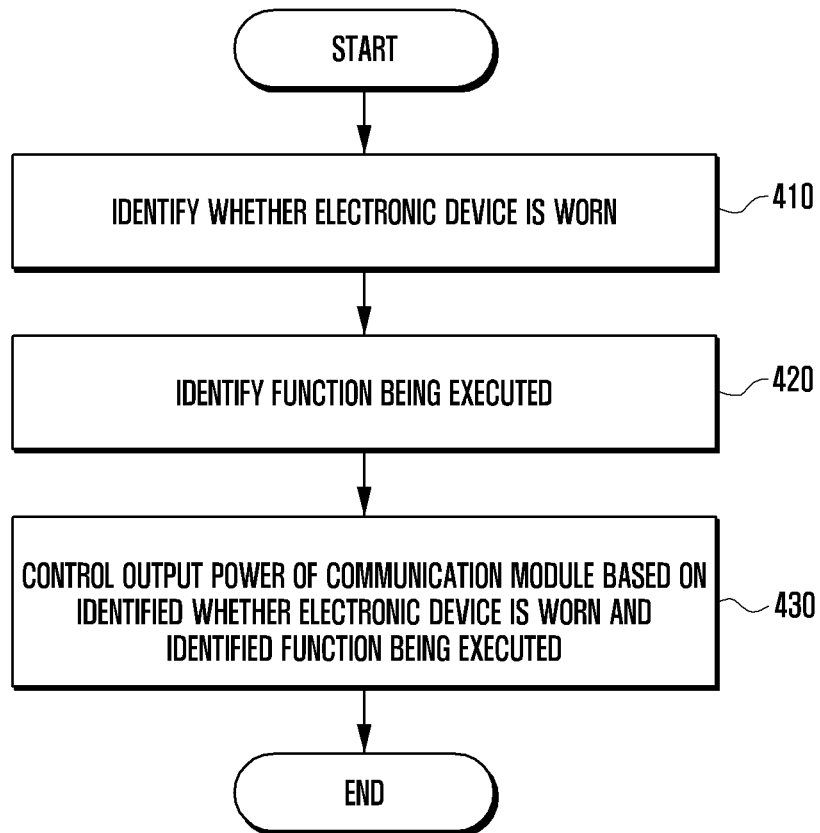 START
IDENTIFY WHETHER ELECTRONIC DEVICE IS WORN
410
IDENTIFY FUNCTION BEING EXECUTED
420
CONTROL OUTPUT POWER OF COMMUNICATION MODULE BASED ON
IDENTIFIED WHETHER ELECTRONIC DEVICE IS WORN AND
IDENTIFIED FUNCTION BEING EXECUTED
430
END